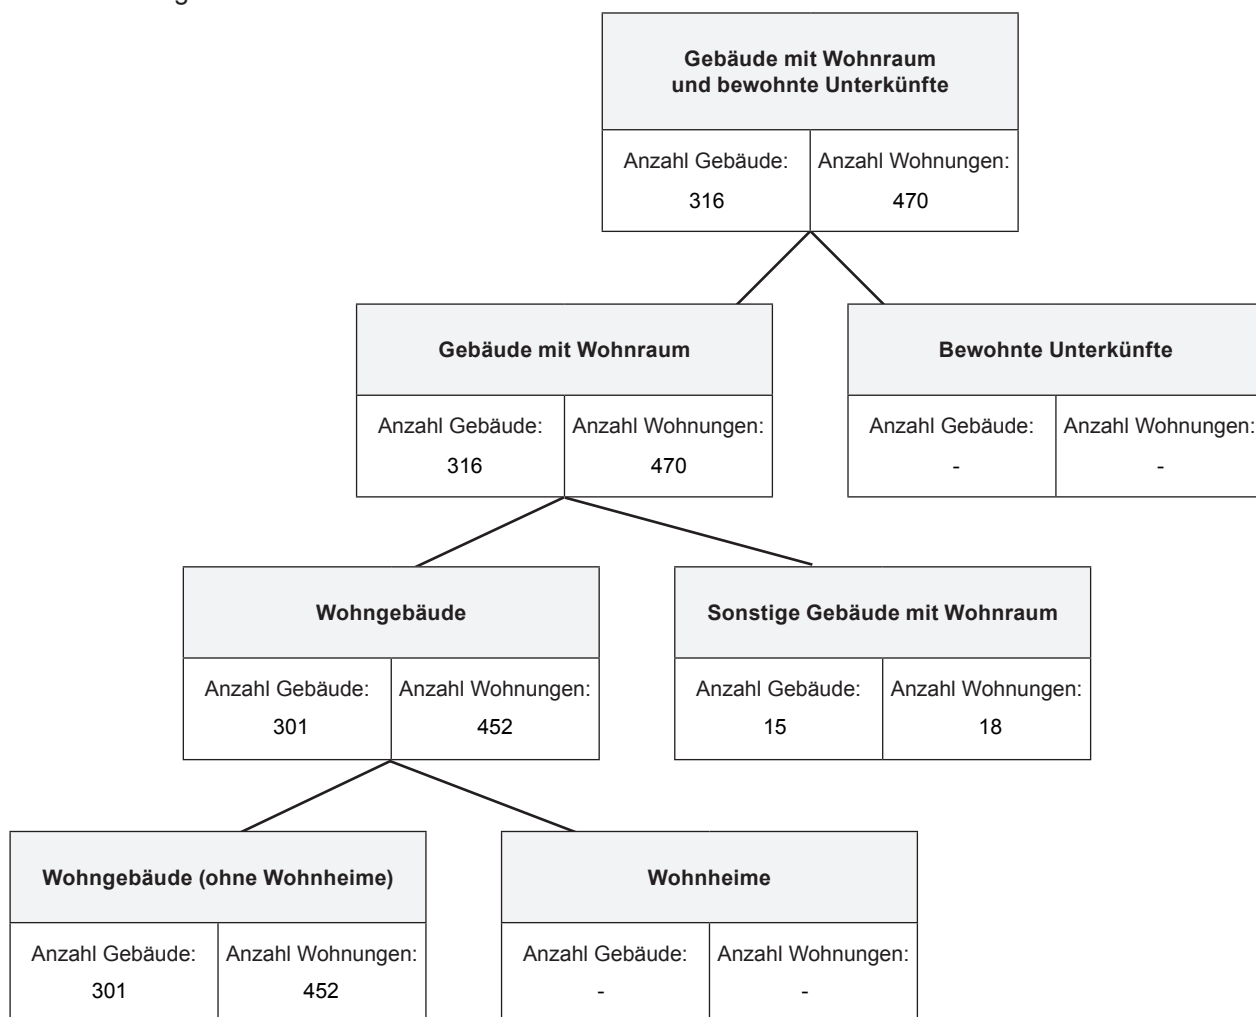 Gebäude mit Wohnraum
und bewohnte Unterkünfte
Anzahl Gebäude: Anzahl Wohnungen:
316 470
Gebäude mit Wohnraum Bewohnte Unterkünfte
Anzahl Gebäude: Anzahl Wohnungen: Anzahl Gebäude: Anzahl Wohnungen:
316 470 - -
Wohngebäude Sonstige Gebäude mit Wohnraum
Anzahl Gebäude: Anzahl Wohnungen: Anzahl Gebäude: Anzahl Wohnungen:
301 452 15 18
Wohngebäude (ohne Wohnheime) Wohnheime
Anzahl Gebäude: Anzahl Wohnungen: Anzahl Gebäude: Anzahl Wohnungen:
301 452 - -